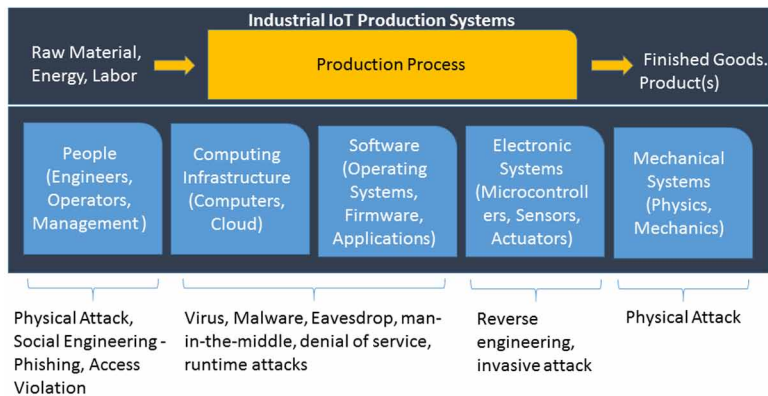 Industrial IoT Production Systems
Raw Material,
Energy, Labor
Production Process
Finished Goods.
Product(s)
People
(Engineers,
Operators,
Management)
Computing
Infrastructure
(Computers,
Cloud)
Software
(Operating
Systems,
Firmware,
Applications)
Electronic
Systems
(Microcontroll
ers, Sensors,
Actuators)
Mechanical
Systems
(Physics,
Mechanics)
Physical Attack,
Social Engineering -
Phishing, Access
Violation
Virus, Malware, Eavesdrop, man-
in-the-middle, denial of service,
runtime attacks
Reverse
engineering,
invasive attack
Physical Attack